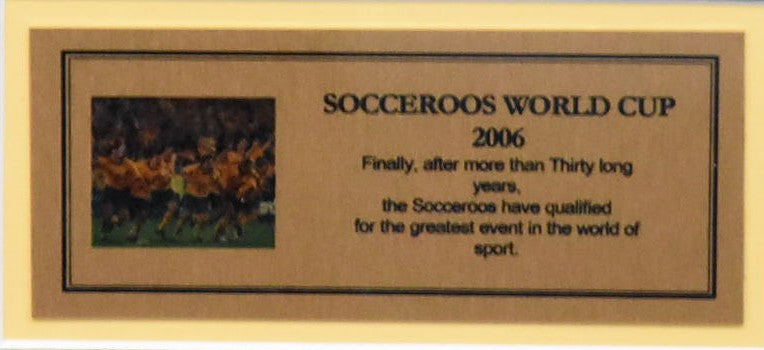 SOCCEROOS WORLD CUP
2006
Finally, after more than Thirty long
years,
the Socceroos have qualified
for the greatest event in the world of
sport.